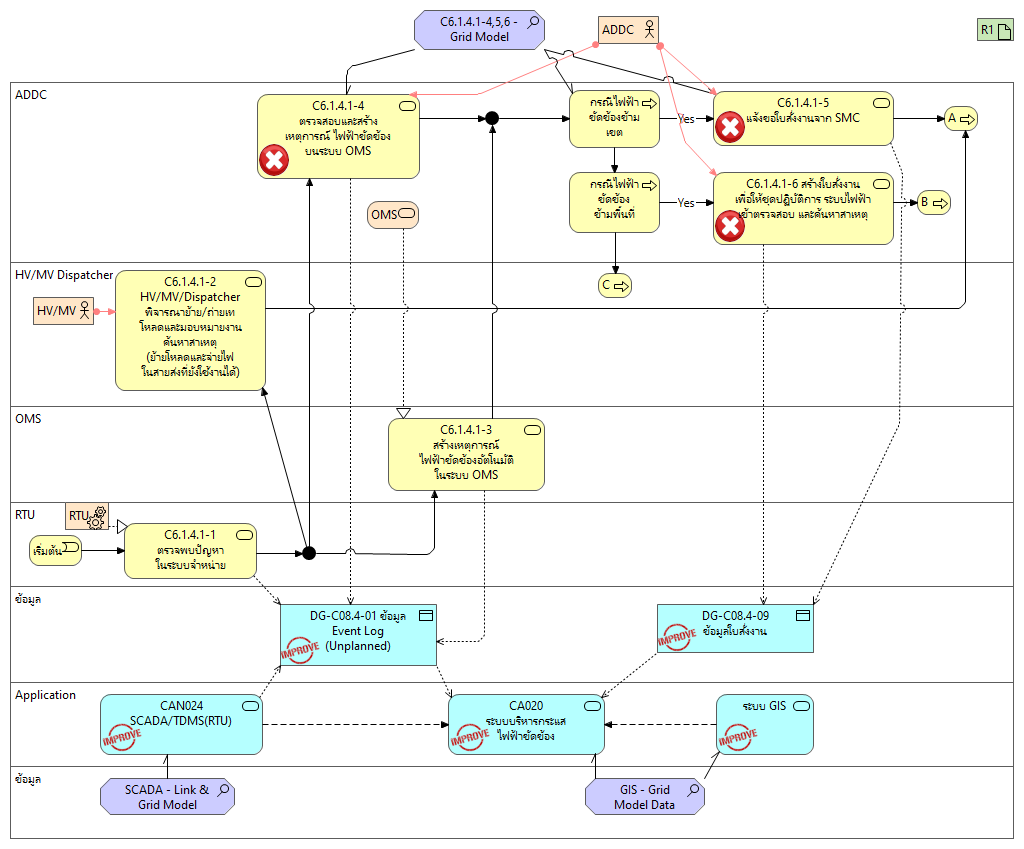 C6.1.4.1-4,5,6 -
Grid Model
ADDC
R1
ADDC
C6.1.4.1-4
ตรวจสอบและสร้าง
เหตุการณ์ ไฟฟ้าขัดข้อง
บนระบบ OMS
กรณีไฟฟ้า
ขัดข้องข้าม
เขต
Yes
C6.1.4.1-5
แจ้งขอใบสั่งงานจาก SMC
A
OMS
กรณีไฟฟ้า
ขัดข้อง
ข้ามพื้นที่
Yes
C6.1.4.1-6 สร้างใบสั่งงาน
เพื่อให้ชุดปฏิบัติการ ระบบไฟฟ้า
เข้าตรวจสอบ และค้นหาสาเหตุ
B
C
HV/MV Dispatcher
HV/MV
C6.1.4.1-2
HV/MV/Dispatcher
พิจารณาย้าย/ถ่ายเท
โหลดและมอบหมายงาน
ค้นหาสาเหตุ
(ย้ายโหลดและจ่ายไฟ
ในสายส่งที่ยังใช้งานได้)
OMS
C6.1.4.1-3
สร้างเหตุการณ์
ไฟฟ้าขัดข้องอัตโนมัติ
ในระบบ OMS
RTU
RTU
เริ่มต้น
C6.1.4.1-1
ตรวจพบปัญหา
ในระบบจำหน่าย
ข้อมูล
DG-C08.4-01 ข้อมูล
Event Log
(Unplanned)
IMPROVE
DG-C08.4-09
ข้อมูลใบสั่งงาน
IMPROVE
Application
CAN024
SCADA/TDMS(RTU)
IMPROVE
CA020
ระบบบริหารกระแส
ไฟฟ้าขัดข้อง
IMPROVE
ระบบ GIS
IMPROVE
ข้อมูล
SCADA - Link &
Grid Model
GIS - Grid
Model Data